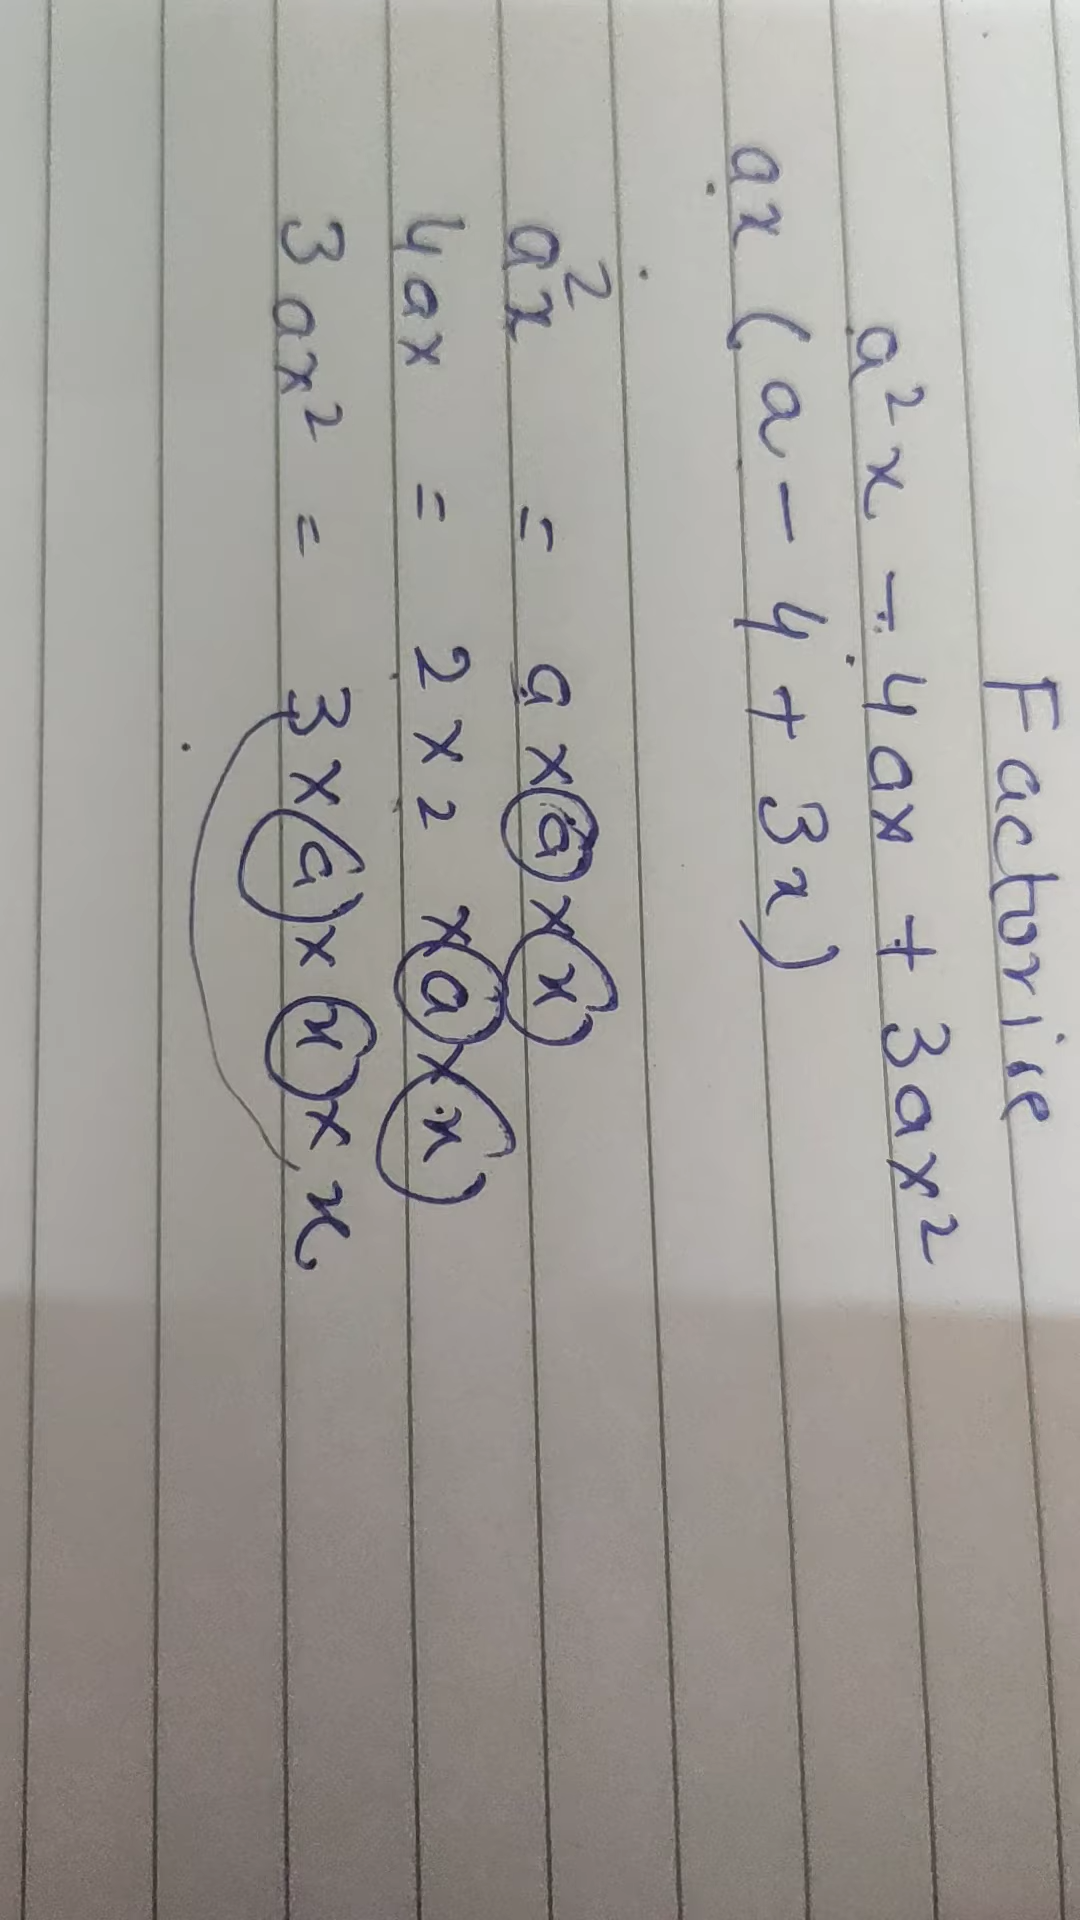 Factorise
a²x - 4ax + 3ax²
ax (a - 4 + 3x)
a²x = a x a x x
4ax = 2 x 2 x a x x
3ax² = 3 x a x x x x